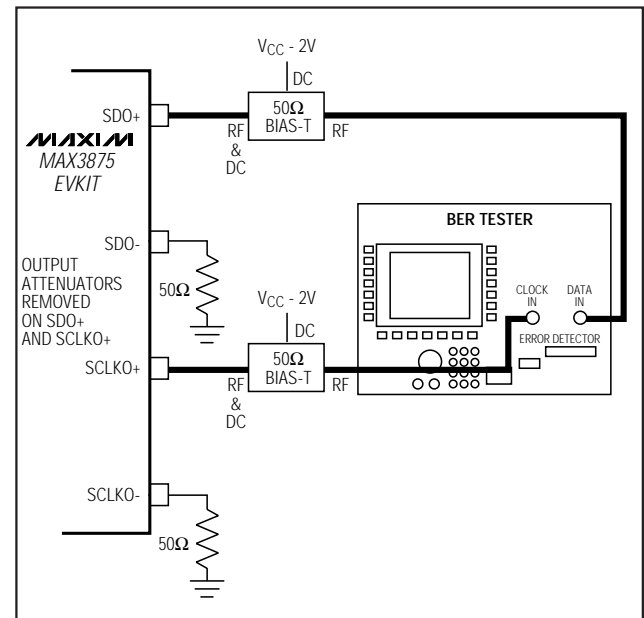 V_CC - 2V
DC
SDO+
50Ω
BIAS-T
RF
&
DC
RF
MAXIM
MAX3875
EVKIT
BER TESTER
SDO-
OUTPUT
ATTENUATORS
REMOVED
ON SDO+
AND SCLKO+
50Ω
V_CC - 2V
DC
CLOCK
IN
DATA
IN
ERROR DETECTOR
SCLKO+
50Ω
BIAS-T
RF
&
DC
RF
SCLKO-
50Ω